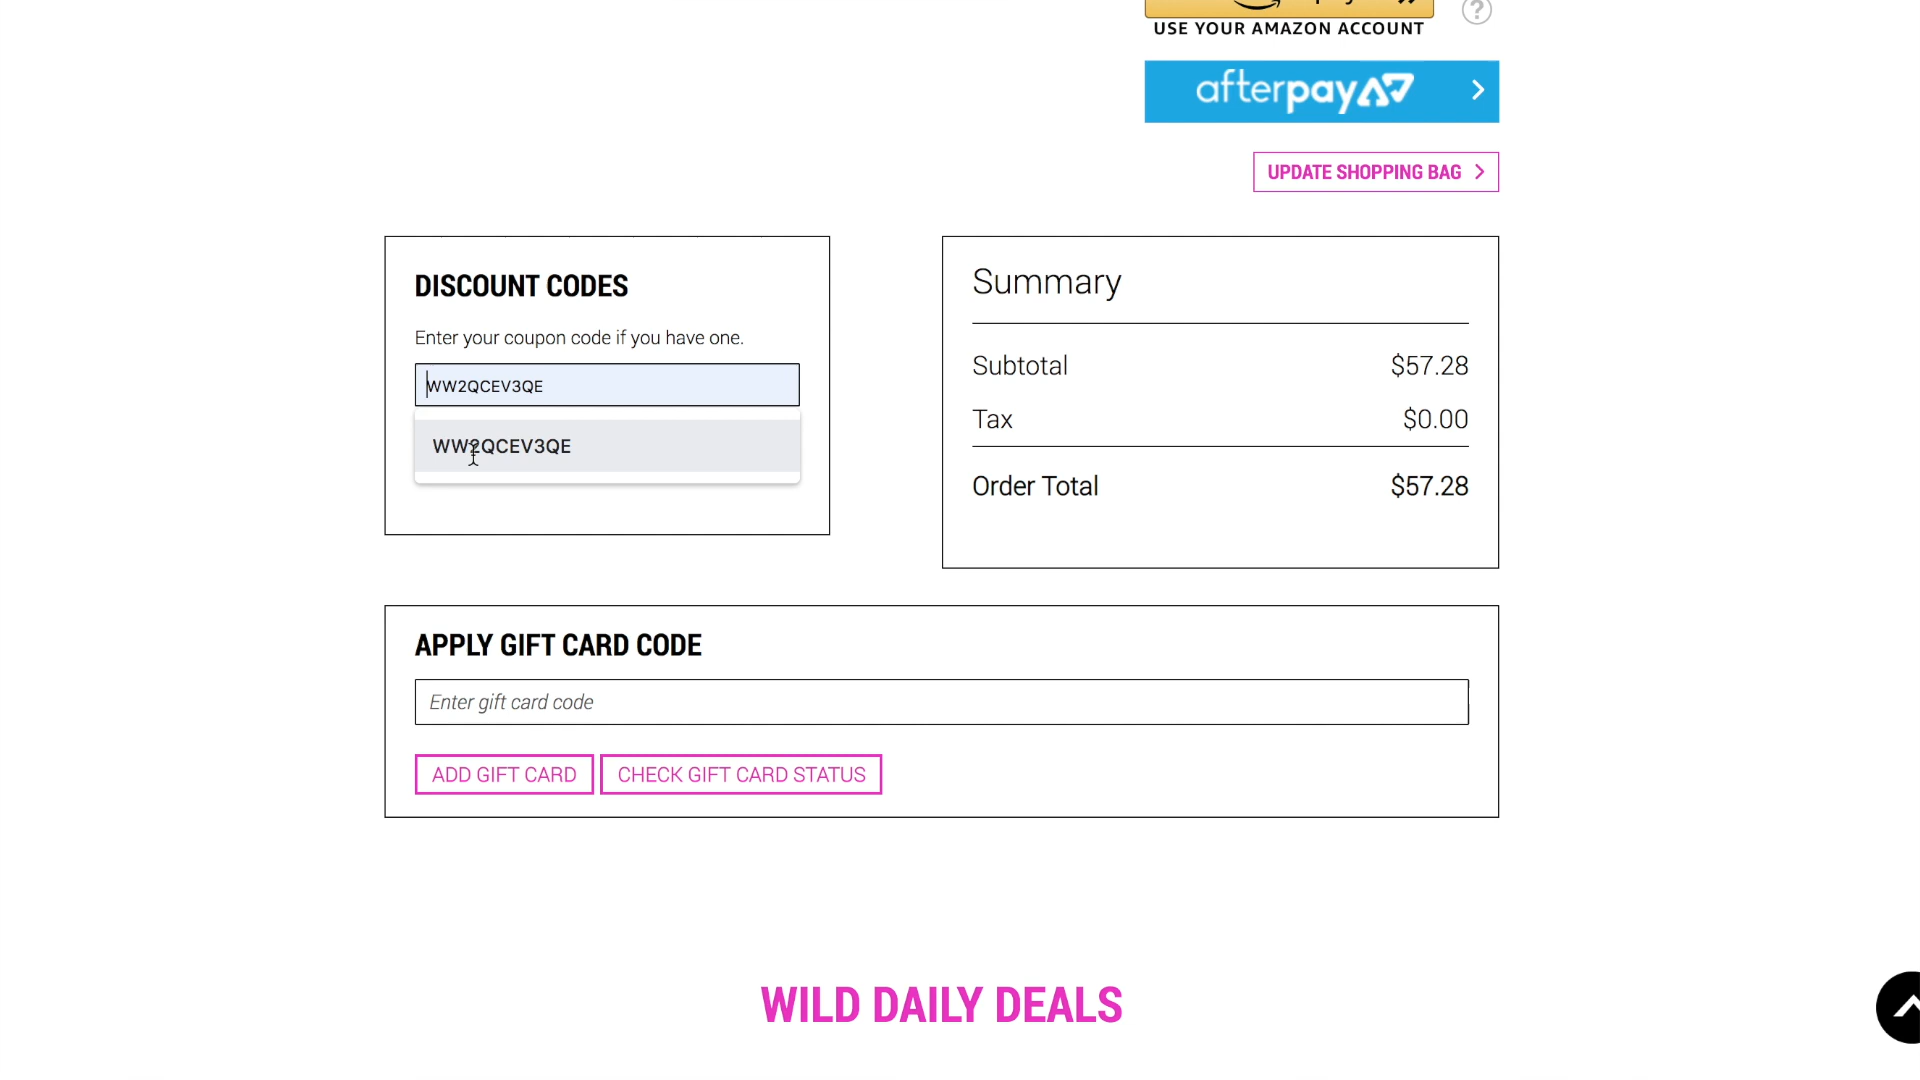 USE YOUR AMAZON ACCOUNT
?
afterpay
UPDATE SHOPPING BAG
DISCOUNT CODES
Enter your coupon code if you have one.
WW2QCEV3QE
WW2QCEV3QE
Summary
Subtotal $57.28
Tax $0.00
Order Total $57.28
APPLY GIFT CARD CODE
Enter gift card code
ADD GIFT CARD CHECK GIFT CARD STATUS
WILD DAILY DEALS